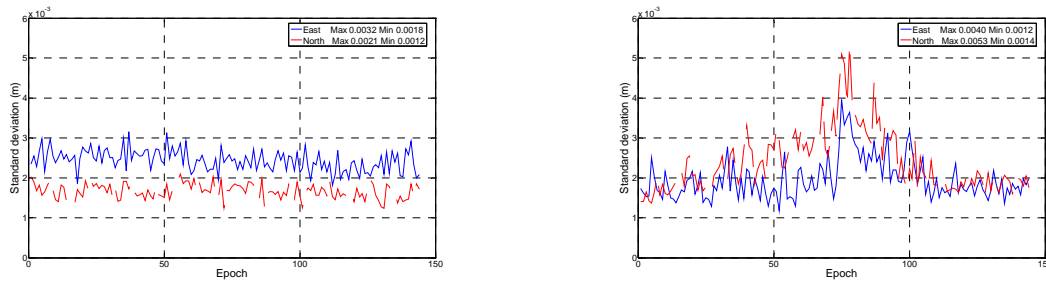 6 x 10⁻³
5
4
3
2
1
0
0 50 100 150
Standard deviation (m)
Epoch
East Max 0.0032 Min 0.0018
North Max 0.0021 Min 0.0012
6 x 10⁻³
5
4
3
2
1
0
0 50 100 150
Standard deviation (m)
Epoch
East Max 0.0040 Min 0.0012
North Max 0.0053 Min 0.0014